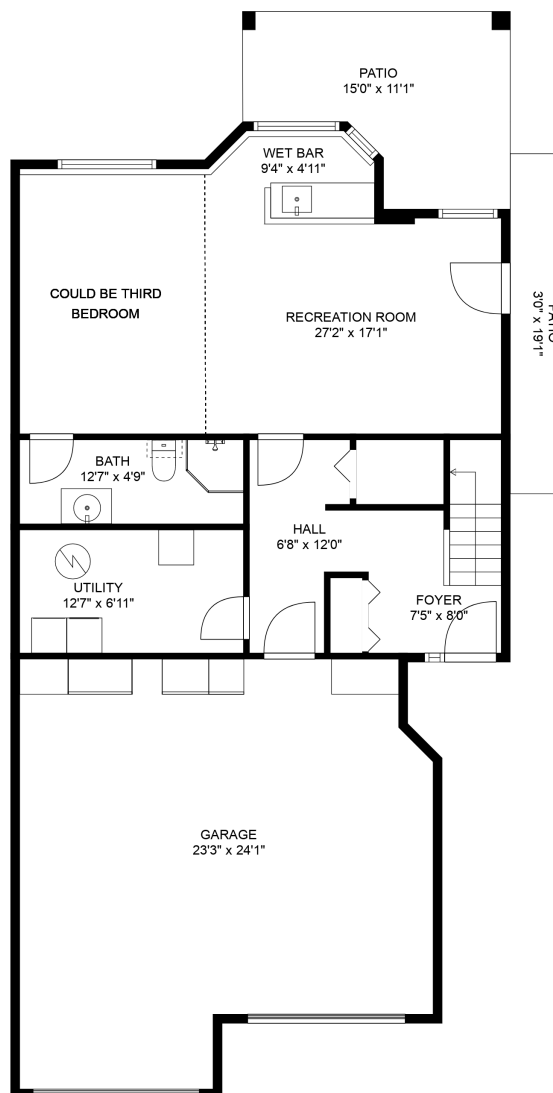 PATIO
15'0" x 11'1"
WET BAR
9'4" x 4'11"
COULD BE THIRD
BEDROOM
RECREATION ROOM
27'2" x 17'1"
PATIO
3'0" x 19'1"
BATH
12'7" x 4'9"
HALL
6'8" x 12'0"
UTILITY
12'7" x 6'11"
FOYER
7'5" x 8'0"
GARAGE
23'3" x 24'1"